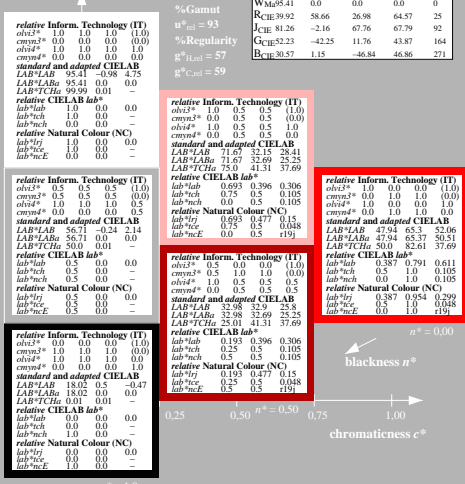 %Gamut
u*rel = 93
%Regularity
g*H,rel = 57
g*C,rel = 59
WMa 95.41 0.0 0.0 0.0 0
RCIE 39.92 58.66 26.98 64.57 25
JCIE 81.26 -2.16 67.76 67.79 92
GCIE 52.23 -42.25 11.76 43.87 164
BCIE 30.57 1.15 -46.84 46.86 271
relative Inform. Technology (IT)
olvi3* 1.0 1.0 1.0 (1.0)
cmyn3* 0.0 0.0 0.0 (0.0)
olvi4* 1.0 1.0 1.0 1.0
cmyn4* 0.0 0.0 0.0 0.0
standard and adapted CIELAB
LAB*LAB 95.41 -0.98 4.75
LAB*LABa 95.41 0.0 0.0
LAB*TCHa 99.99 0.01 –
relative CIELAB lab*
lab*lab 1.0 0.0 0.0
lab*tch 1.0 0.0 –
lab*nch 0.0 0.0 –
relative Natural Colour (NC)
lab*lrj 1.0 0.0 0.0
lab*tce 1.0 0.0 –
lab*ncE 0.0 0.0 –
relative Inform. Technology (IT)
olvi3* 1.0 0.5 0.5 (1.0)
cmyn3* 0.0 0.5 0.5 (0.0)
olvi4* 1.0 0.5 0.5 1.0
cmyn4* 0.0 0.5 0.5 0.0
standard and adapted CIELAB
LAB*LAB 71.67 32.15 28.41
LAB*LABa 71.67 32.69 25.25
LAB*TCHa 75.0 41.31 37.69
relative CIELAB lab*
lab*lab 0.693 0.396 0.306
lab*tch 0.75 0.5 0.105
lab*nch 0.0 0.5 0.105
relative Natural Colour (NC)
lab*lrj 0.693 0.477 0.15
lab*tce 0.75 0.5 0.048
lab*ncE 0.0 0.5 r19j
relative Inform. Technology (IT)
olvi3* 0.5 0.5 0.5 (1.0)
cmyn3* 0.5 0.5 0.5 (0.0)
olvi4* 1.0 1.0 1.0 0.5
cmyn4* 0.0 0.0 0.0 0.5
standard and adapted CIELAB
LAB*LAB 56.71 -0.24 2.14
LAB*LABa 56.71 0.0 0.0
LAB*TCHa 50.0 0.01 –
relative CIELAB lab*
lab*lab 0.5 0.0 0.0
lab*tch 0.5 0.0 –
lab*nch 0.5 0.0 –
relative Natural Colour (NC)
lab*lrj 0.5 0.0 0.0
lab*tce 0.5 0.0 –
lab*ncE 0.5 0.0 –
relative Inform. Technology (IT)
olvi3* 1.0 0.0 0.0 (1.0)
cmyn3* 0.0 1.0 1.0 (0.0)
olvi4* 1.0 0.0 0.0 1.0
cmyn4* 0.0 1.0 1.0 0.0
standard and adapted CIELAB
LAB*LAB 47.94 65.3 52.06
LAB*LABa 47.94 65.37 50.51
LAB*TCHa 50.0 82.61 37.69
relative CIELAB lab*
lab*lab 0.387 0.791 0.611
lab*tch 0.5 1.0 0.105
lab*nch 0.0 1.0 0.105
relative Natural Colour (NC)
lab*lrj 0.387 0.954 0.299
lab*tce 0.5 1.0 0.048
lab*ncE 0.0 1.0 r19j
relative Inform. Technology (IT)
olvi3* 0.5 0.0 0.0 (1.0)
cmyn3* 0.5 1.0 1.0 (0.0)
olvi4* 1.0 0.5 0.5 0.5
cmyn4* 0.0 0.5 0.5 0.5
standard and adapted CIELAB
LAB*LAB 32.98 32.9 25.8
LAB*LABa 32.98 32.69 25.25
LAB*TCHa 25.01 41.31 37.69
relative CIELAB lab*
lab*lab 0.193 0.396 0.306
lab*tch 0.25 0.5 0.105
lab*nch 0.5 0.5 0.105
relative Natural Colour (NC)
lab*lrj 0.193 0.477 0.15
lab*tce 0.25 0.5 0.048
lab*ncE 0.5 0.5 r19j
relative Inform. Technology (IT)
olvi3* 0.0 0.0 0.0 (1.0)
cmyn3* 1.0 1.0 1.0 (0.0)
olvi4* 1.0 1.0 1.0 0.0
cmyn4* 0.0 0.0 0.0 1.0
standard and adapted CIELAB
LAB*LAB 18.02 0.5 -0.47
LAB*LABa 18.02 0.0 0.0
LAB*TCHa 0.01 0.01 –
relative CIELAB lab*
lab*lab 0.0 0.0 0.0
lab*tch 0.0 0.0 –
lab*nch 1.0 0.0 –
relative Natural Colour (NC)
lab*lrj 0.0 0.0 0.0
lab*tce 0.0 0.0 –
lab*ncE 1.0 0.0 –
n* = 0,00
blackness n*
n* = 0,50
0,25 0,50 0,75 1,00
chromaticness c*